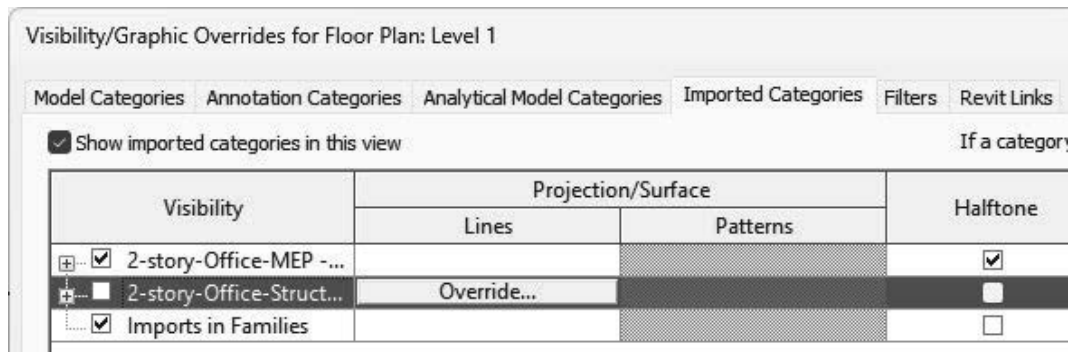 Visibility/Graphic Overrides for Floor Plan: Level 1
Model Categories Annotation Categories Analytical Model Categories Imported Categories Filters Revit Links
Show imported categories in this view If a category
Visibility Projection/Surface Halftone
Lines Patterns
2-story-Office-MEP -...
2-story-Office-Struct... Override...
Imports in Families